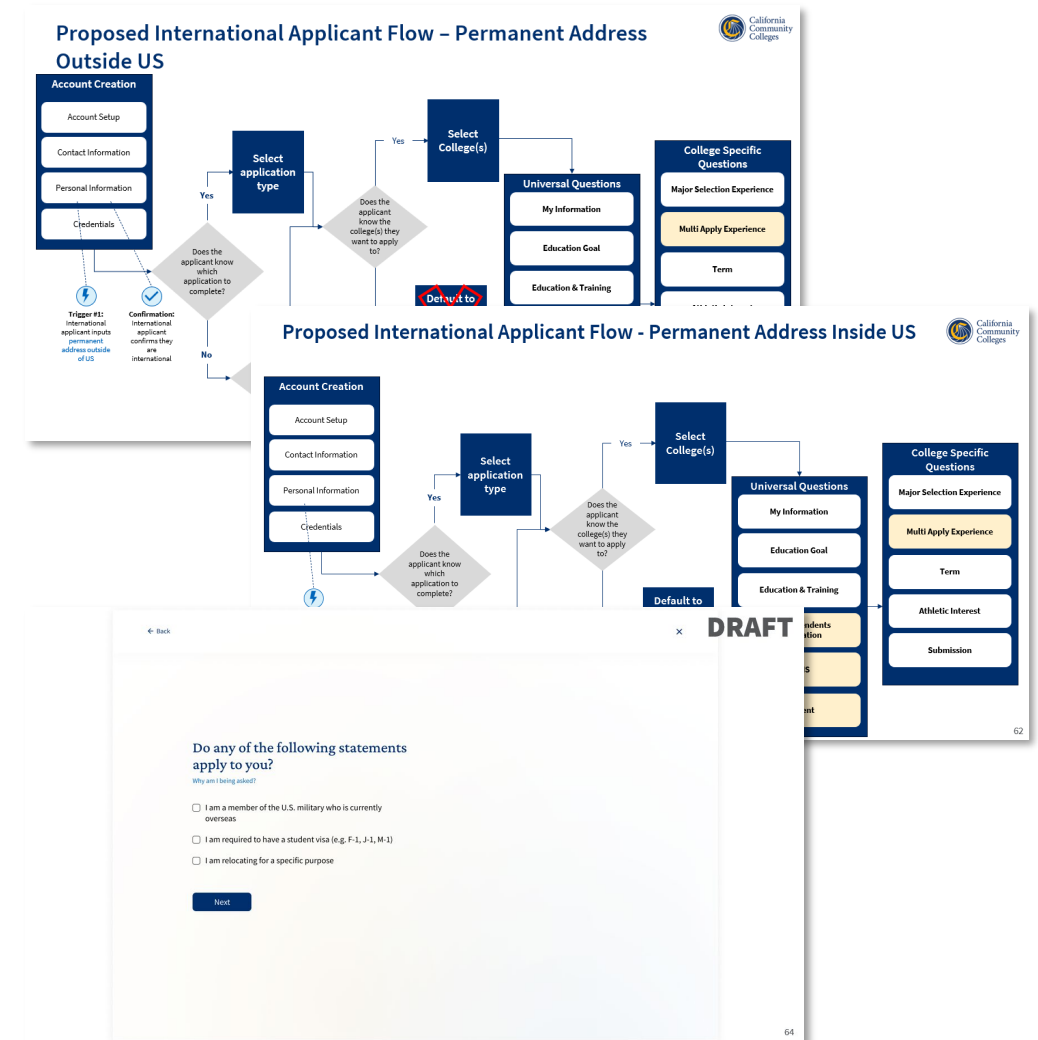 Proposed International Applicant Flow – Permanent Address
Outside US
California
Community
Colleges
Account Creation
Account Setup
Contact Information
Personal Information
Credentials
Trigger #1:
International
applicant inputs
permanent
address outside
of US
Confirmation:
International
applicant
confirms they
are
international
Does the
applicant know
which
application to
complete?
Yes
No
Select
application
type
Does the
applicant
know the
college(s) they
want to apply
to?
Yes
Select
College(s)
Default to
Universal Questions
My Information
Education Goal
Education & Training
College Specific
Questions
Major Selection Experience
Multi Apply Experience
Term
Proposed International Applicant Flow - Permanent Address Inside US
California
Community
Colleges
Account Creation
Account Setup
Contact Information
Personal Information
Credentials
Does the
applicant know
which
application to
complete?
Yes
Select
application
type
Does the
applicant
know the
college(s) they
want to apply
to?
Yes
Select
College(s)
Default to
Universal Questions
My Information
Education Goal
Education & Training
College Specific
Questions
Major Selection Experience
Multi Apply Experience
Term
Athletic Interest
Submission
62
← Back
×
DRAFT
Do any of the following statements
apply to you?
Why am I being asked?
I am a member of the U.S. military who is currently
overseas
I am required to have a student visa (e.g. F-1, J-1, M-1)
I am relocating for a specific purpose
Next
64